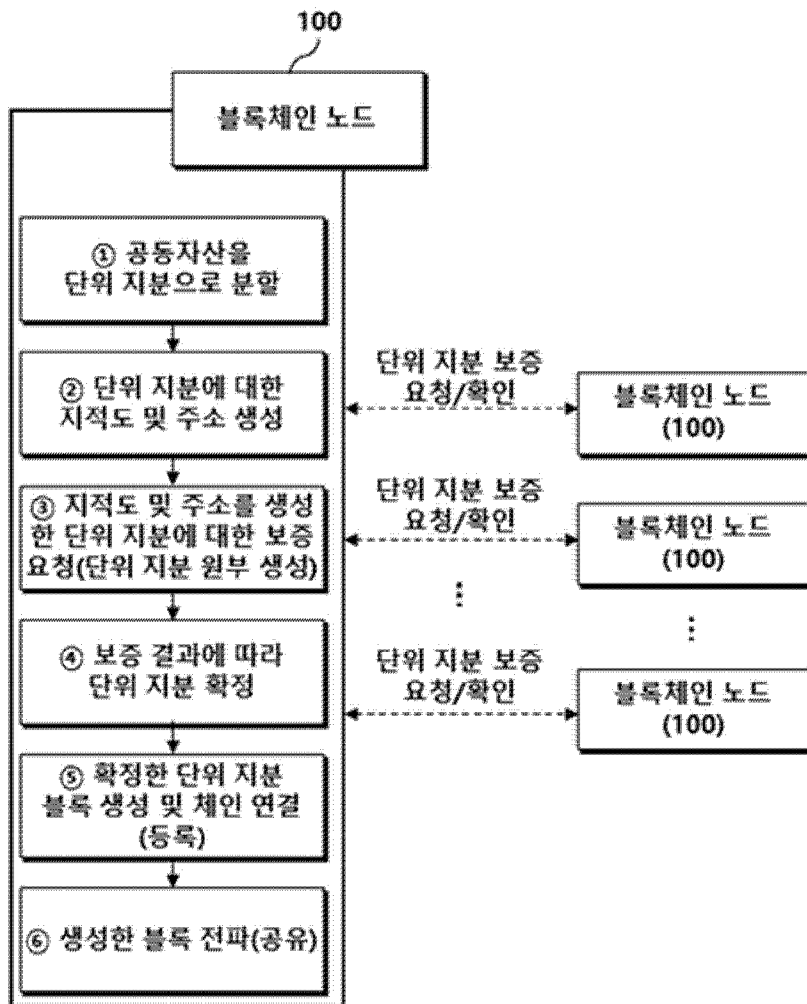 100
블록체인 노드
① 공동자산을
단위 지분으로 분할
② 단위 지분에 대한
지적도 및 주소 생성
③ 지적도 및 주소를 생성
한 단위 지분에 대한 보증
요청(단위 지분 원부 생성)
④ 보증 결과에 따라
단위 지분 확정
⑤ 확정한 단위 지분
블록 생성 및 체인 연결
(등록)
⑥ 생성한 블록 전파(공유)
단위 지분 보증
요청/확인
블록체인 노드
(100)
단위 지분 보증
요청/확인
블록체인 노드
(100)
단위 지분 보증
요청/확인
블록체인 노드
(100)